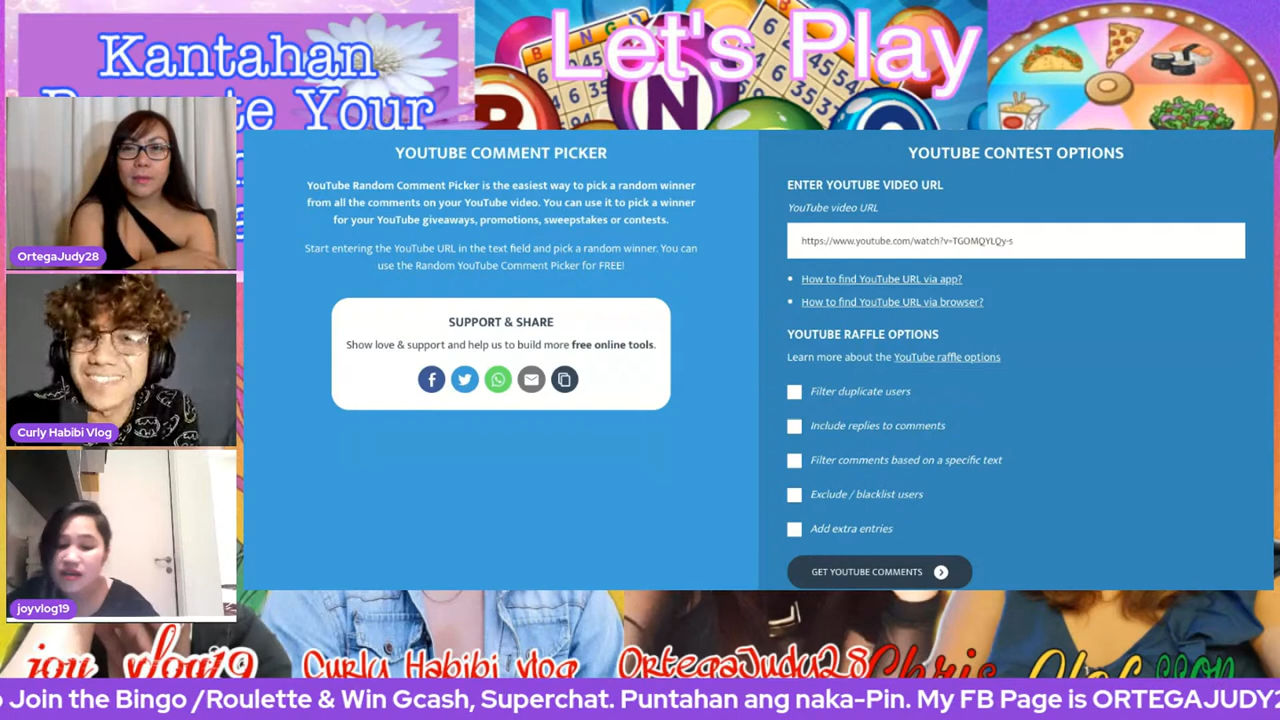 Kantahan
Let's Play
Your
B I N G O
N
OrtegaJudy28
Curly Habibi Vlog
joyvlog19
YOUTUBE COMMENT PICKER
YouTube Random Comment Picker is the easiest way to pick a random winner
from all the comments on your YouTube video. You can use it to pick a winner
for your YouTube giveaways, promotions, sweepstakes or contests.
Start entering the YouTube URL in the text field and pick a random winner. You can
use the Random YouTube Comment Picker for FREE!
SUPPORT & SHARE
Show love & support and help us to build more free online tools.
YOUTUBE CONTEST OPTIONS
ENTER YOUTUBE VIDEO URL
YouTube video URL
https://www.youtube.com/watch?v=TGOMQYLQy-s
How to find YouTube URL via app?
How to find YouTube URL via browser?
YOUTUBE RAFFLE OPTIONS
Learn more about the YouTube raffle options
Filter duplicate users
Include replies to comments
Filter comments based on a specific text
Exclude / blacklist users
Add extra entries
GET YOUTUBE COMMENTS
joy vlog19
Curly Habibi vlog
OrtegaJudy28
Chris
Join the Bingo /Roulette & Win Gcash, Superchat. Puntahan ang naka-Pin. My FB Page is ORTEGAJUDY2